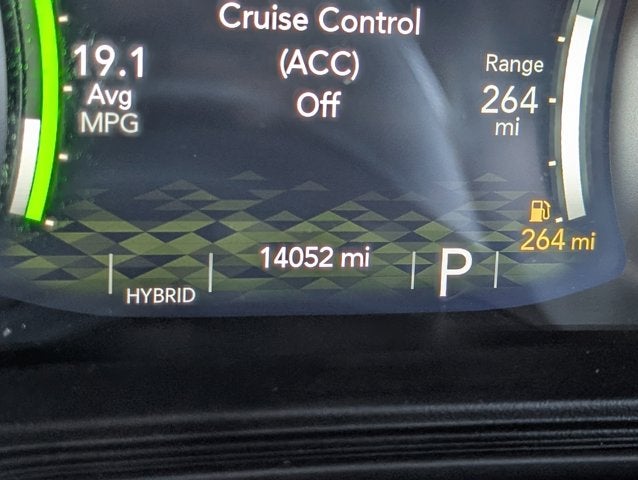 Cruise Control
(ACC)
Off
19.1
Avg
MPG
Range
264
mi
264 mi
14052 mi
HYBRID
P